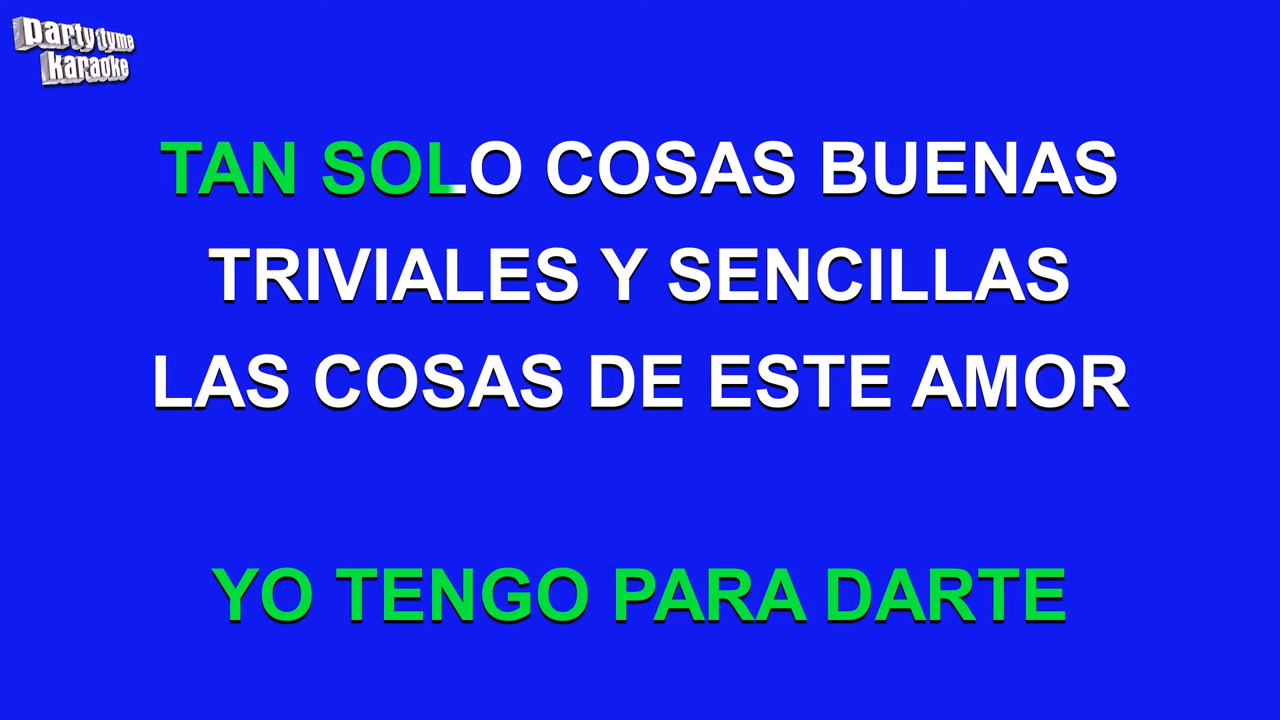 party tyme
karaoke
TAN SOLO COSAS BUENAS
TRIVIALES Y SENCILLAS
LAS COSAS DE ESTE AMOR
YO TENGO PARA DARTE